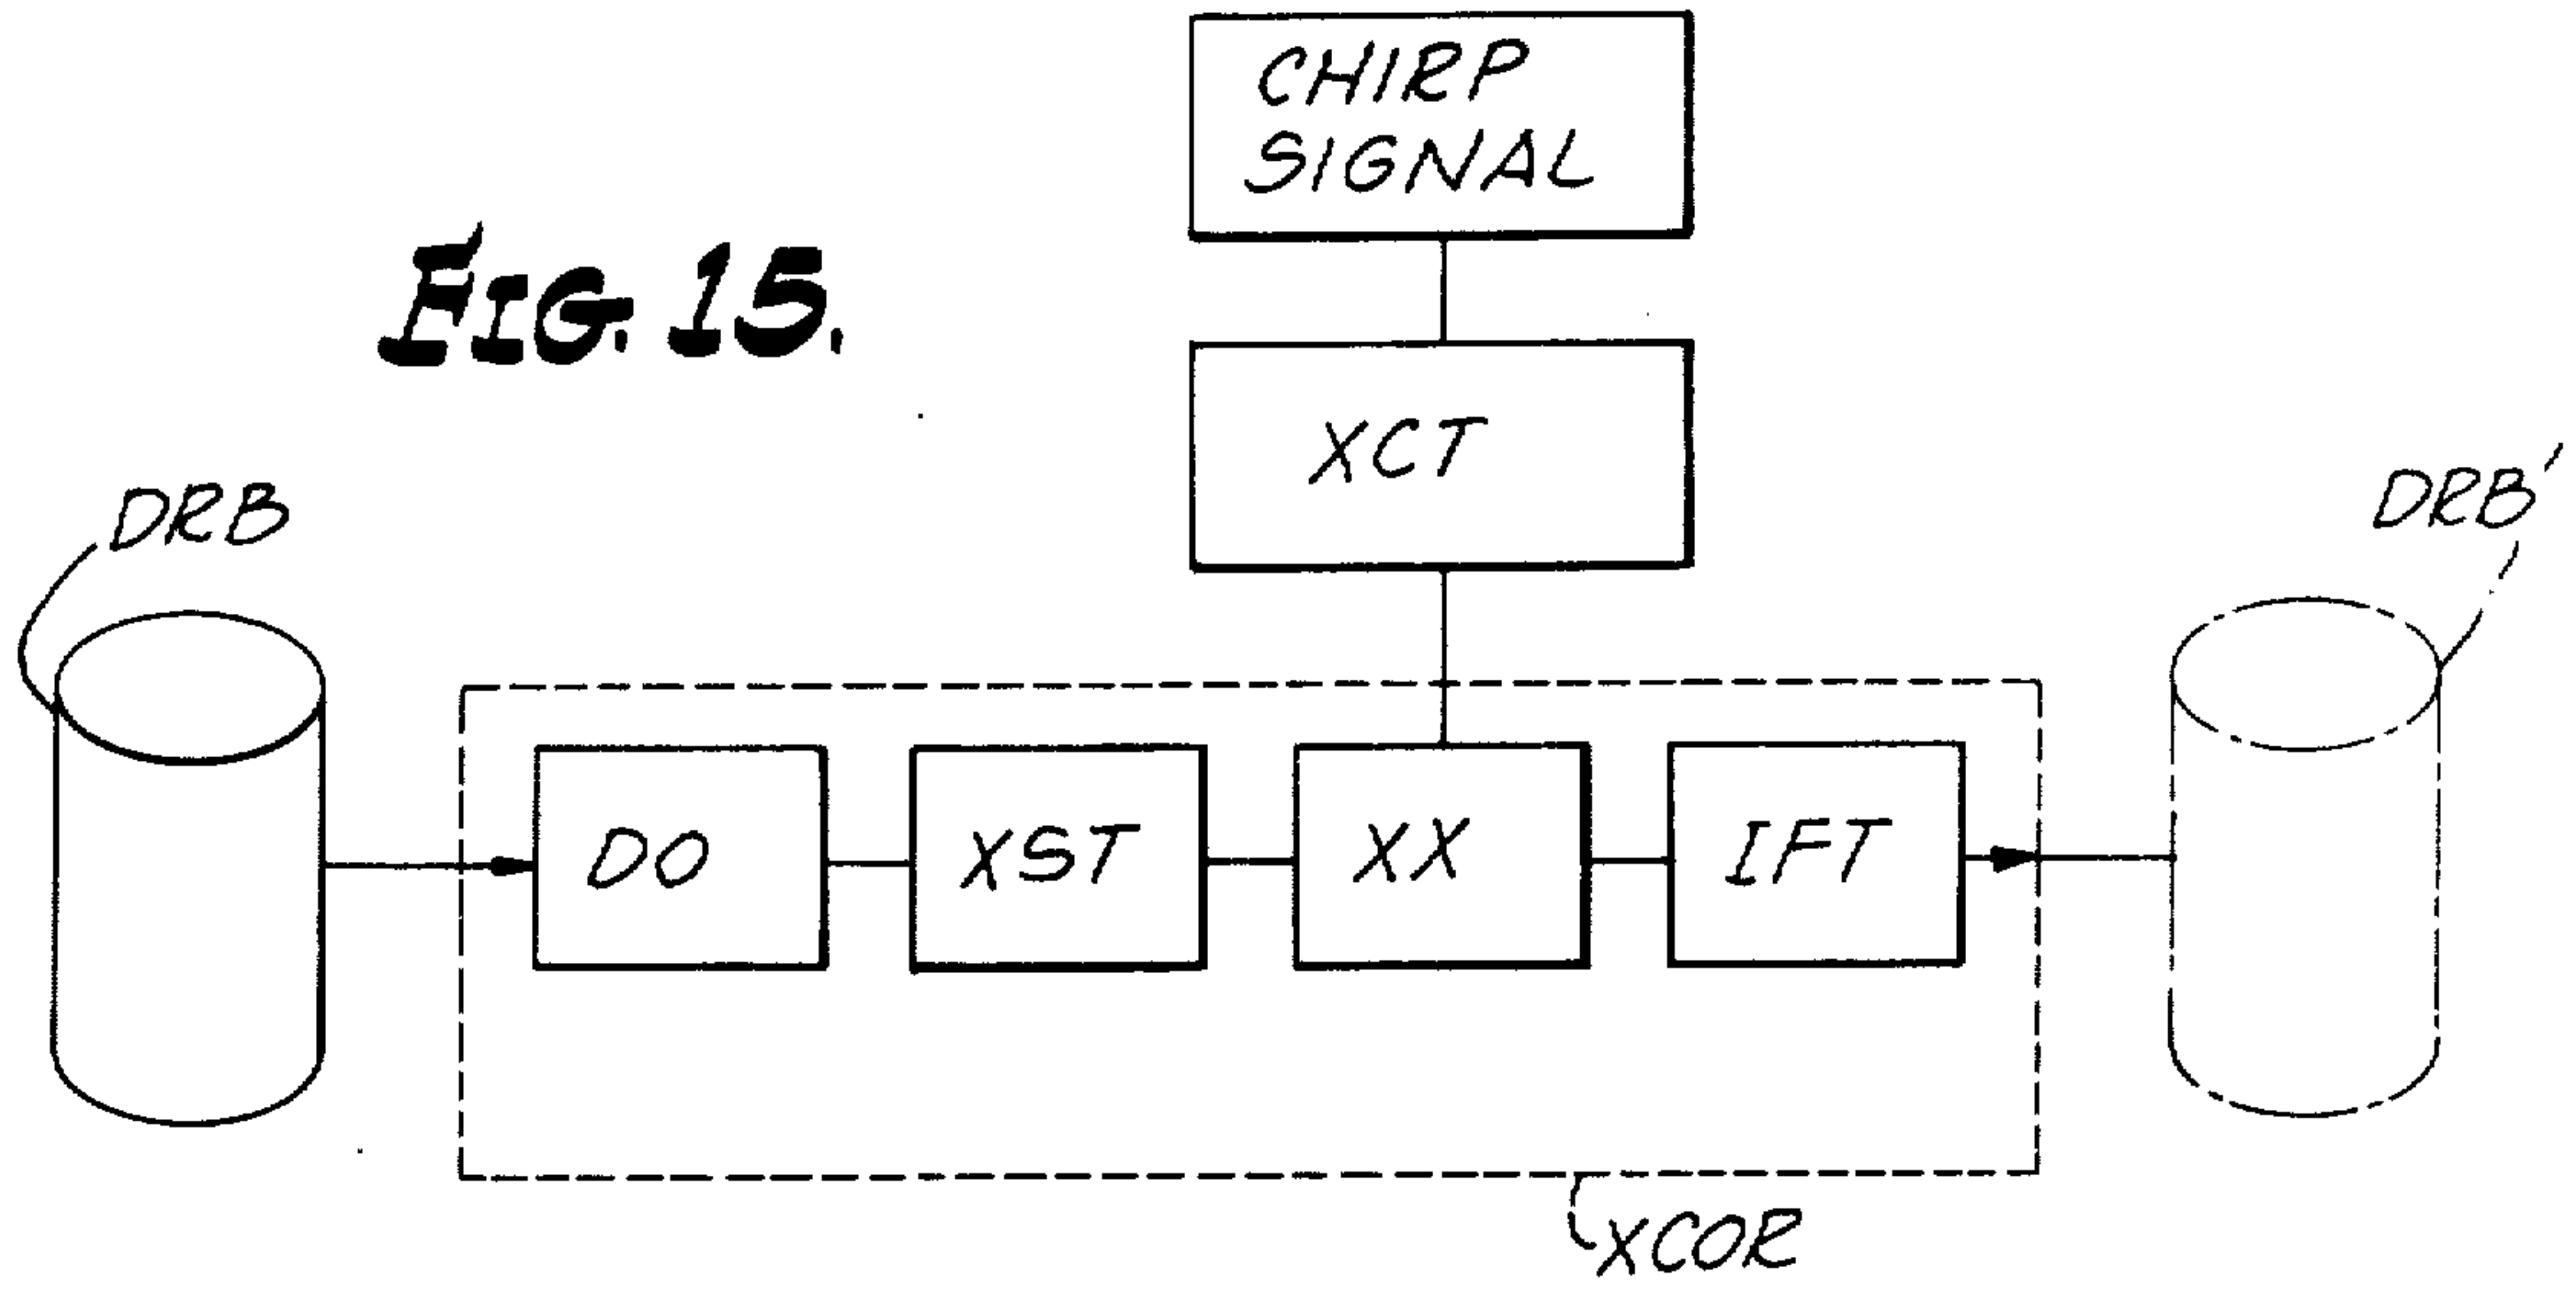 CHIRP
SIGNAL
FIG. 15.
XCT
DRB
DRB'
DO
XST
XX
IFT
XCOR